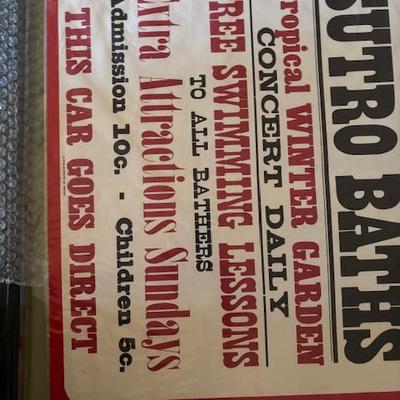 SUTRO BATHS
Tropical WINTER GARDEN
CONCERT DAILY
FREE SWIMMING LESSONS
TO ALL BATHERS
Extra Attractions Sundays
Admission 10c. - Children 5c.
THIS CAR GOES DIRECT